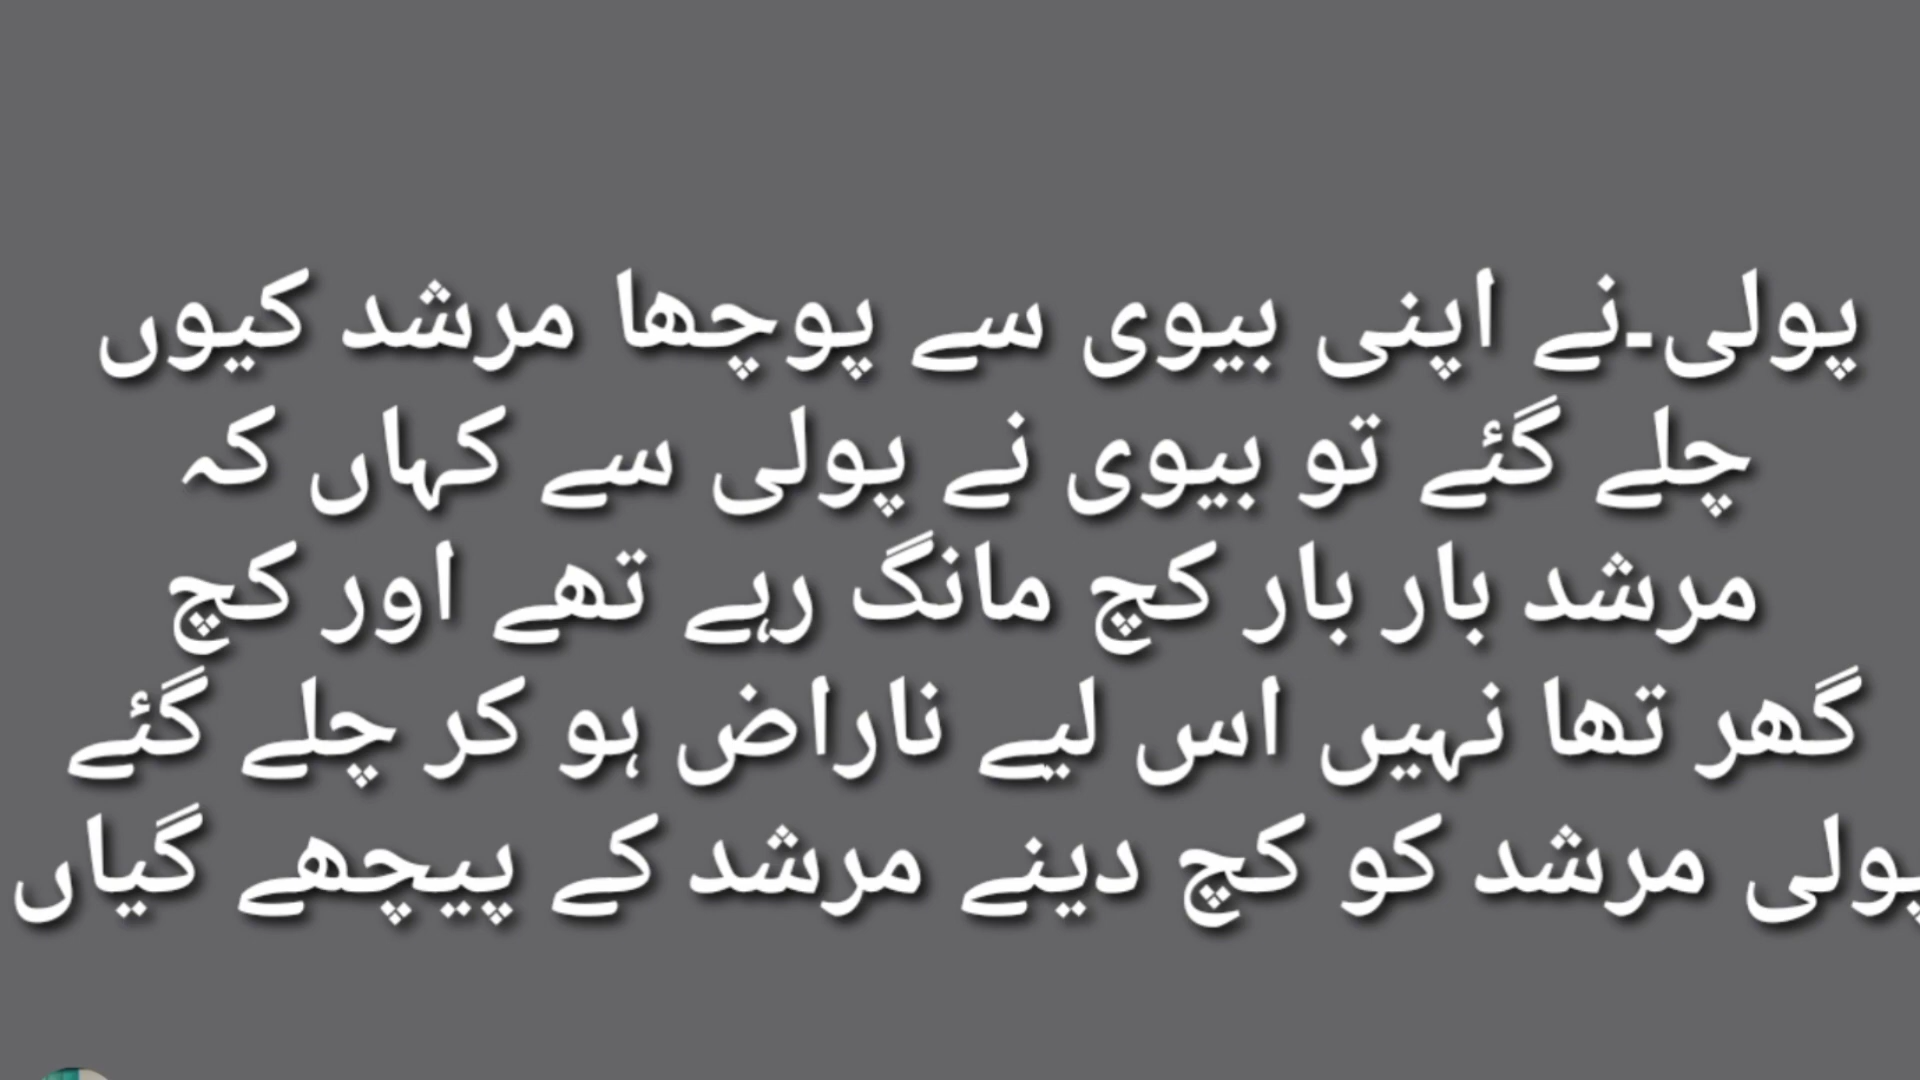 پولی۔نے اپنی بیوی سے پوچھا مرشد کیوں
چلے گئے تو بیوی نے پولی سے کہاں کہ
مرشد بار بار کچ مانگ رہے تھے اور کچ
گھر تھا نہیں اس لیے ناراض ہو کر چلے گئے
پولی مرشد کو کچ دینے مرشد کے پیچھے گیاں